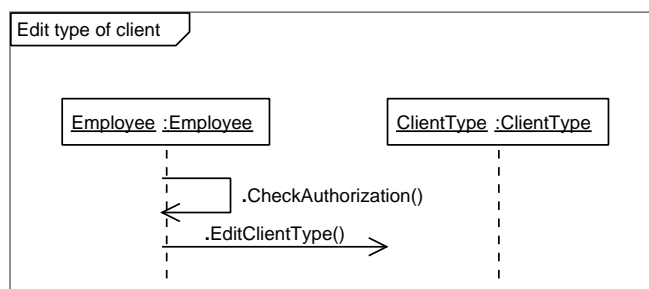 Edit type of client
Employee :Employee
ClientType :ClientType
.CheckAuthorization()
.EditClientType()